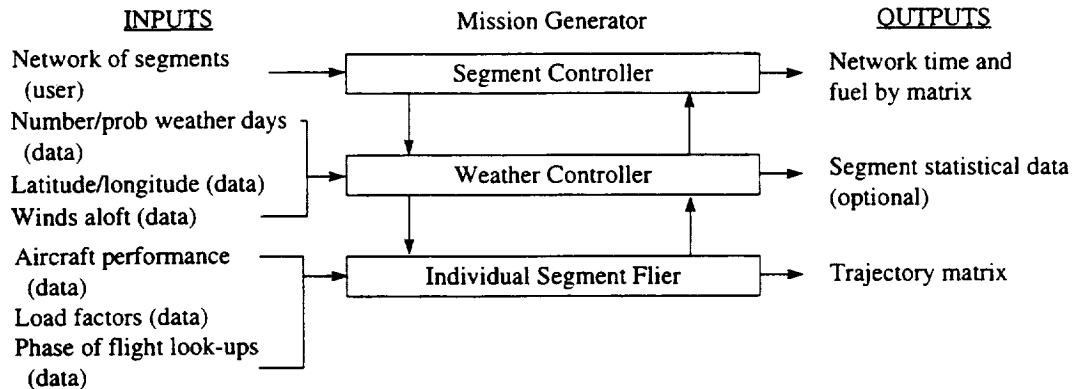 INPUTS
Mission Generator
OUTPUTS
Network of segments
(user)
Segment Controller
Network time and
fuel by matrix
Number/prob weather days
(data)
Latitude/longitude (data)
Winds aloft (data)
Weather Controller
Segment statistical data
(optional)
Aircraft performance
(data)
Load factors (data)
Phase of flight look-ups
(data)
Individual Segment Flier
Trajectory matrix